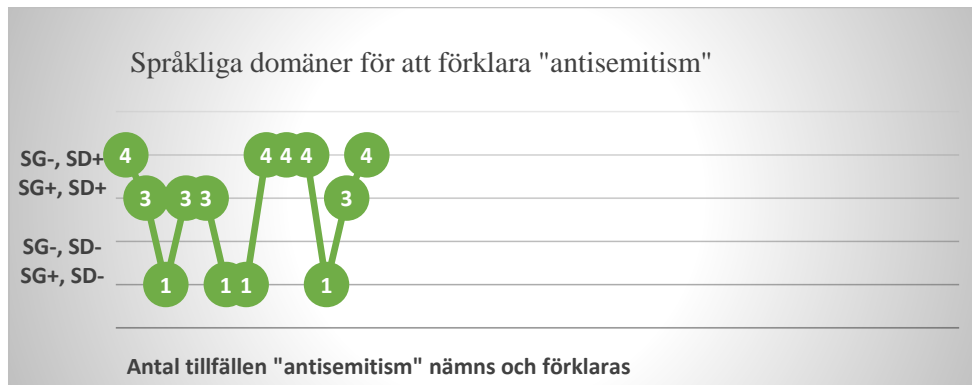 Språkliga domäner för att förklara "antisemitism"
SG-, SD+
SG+, SD+
SG-, SD-
SG+, SD-
4
3
1
3
3
1
1
4
4
4
1
3
4
Antal tillfällen "antisemitism" nämns och förklaras